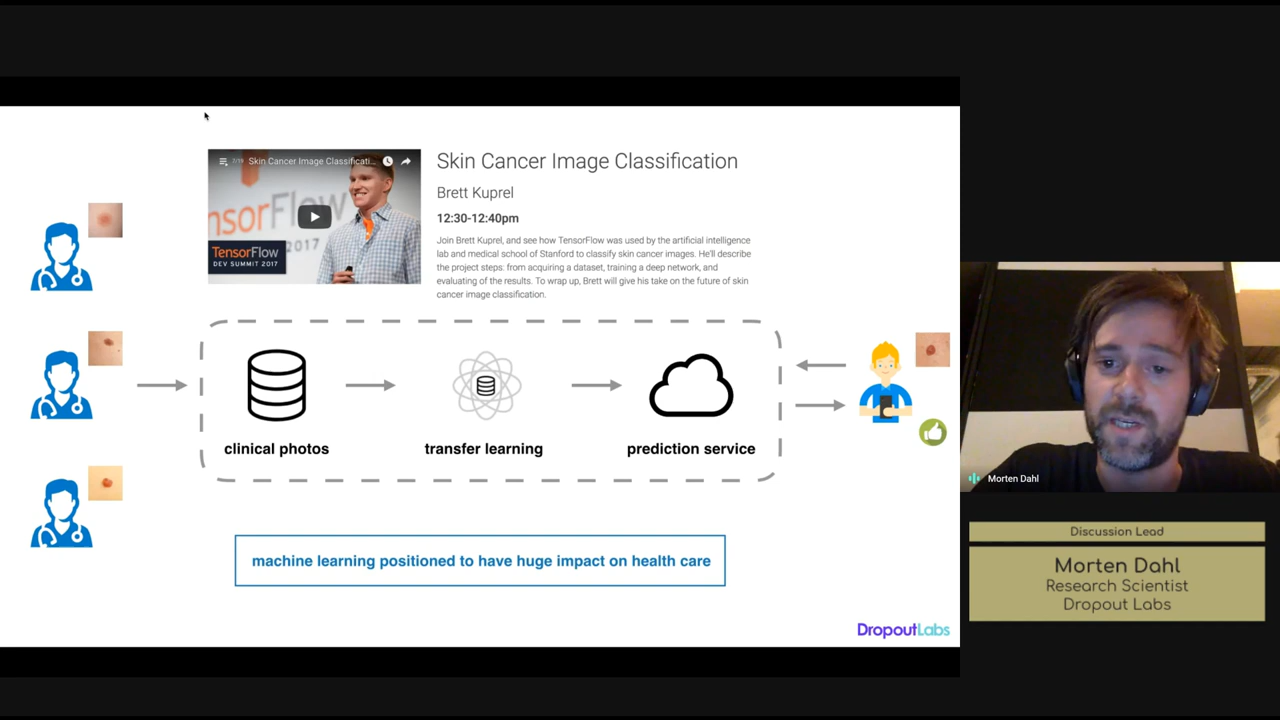 7/19 Skin Cancer Image Classificati...
TensorFlow
2017
TensorFlow
DEV SUMMIT 2017
Skin Cancer Image Classification
Brett Kuprel
12:30-12:40pm
Join Brett Kuprel, and see how TensorFlow was used by the artificial intelligence
lab and medical school of Stanford to classify skin cancer images. He'll describe
the project steps: from acquiring a dataset, training a deep network, and
evaluating of the results. To wrap up, Brett will give his take on the future of skin
cancer image classification.
clinical photos
transfer learning
prediction service
machine learning positioned to have huge impact on health care
DropoutLabs
Morten Dahl
Discussion Lead
Morten Dahl
Research Scientist
Dropout Labs